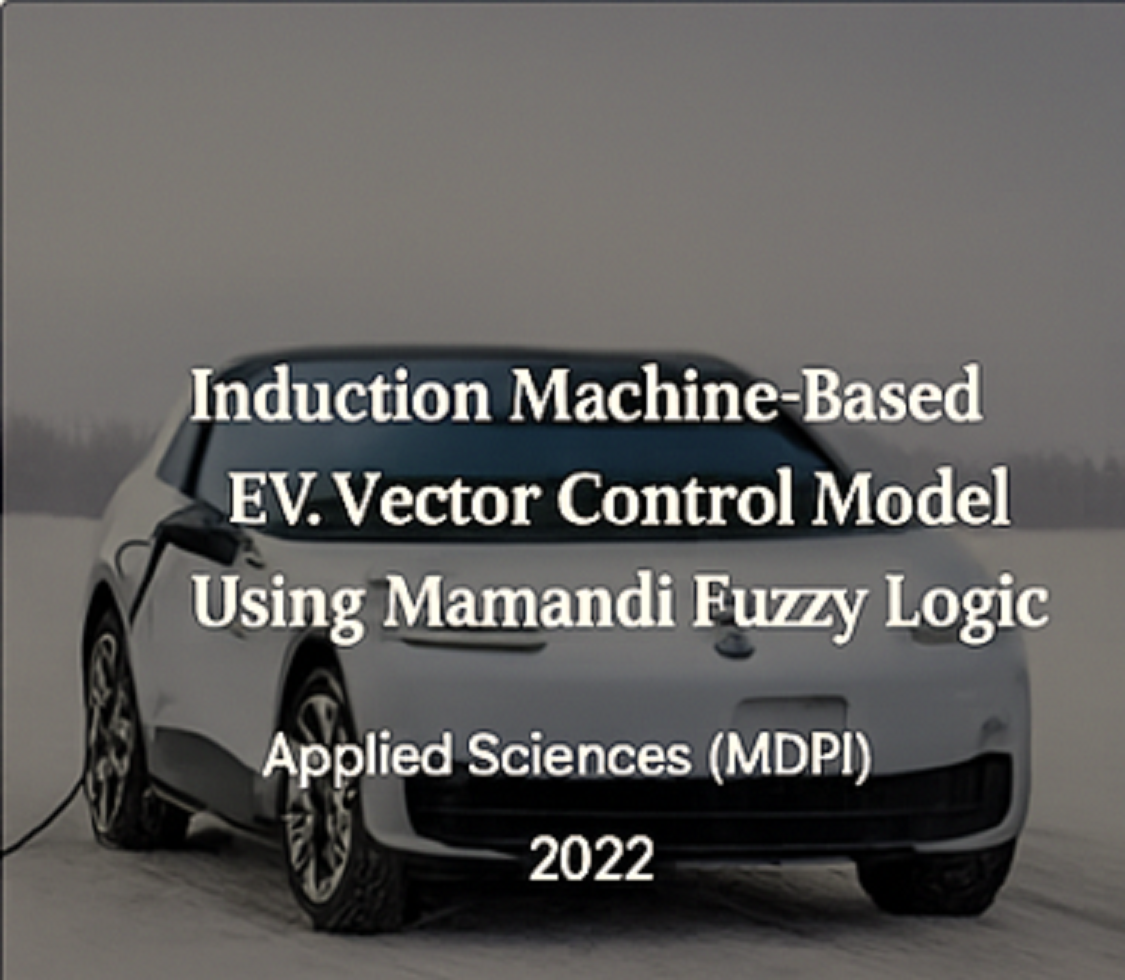 Induction Machine-Based
EV. Vector Control Model
Using Mamandi Fuzzy Logic
Applied Sciences (MDPI)
2022